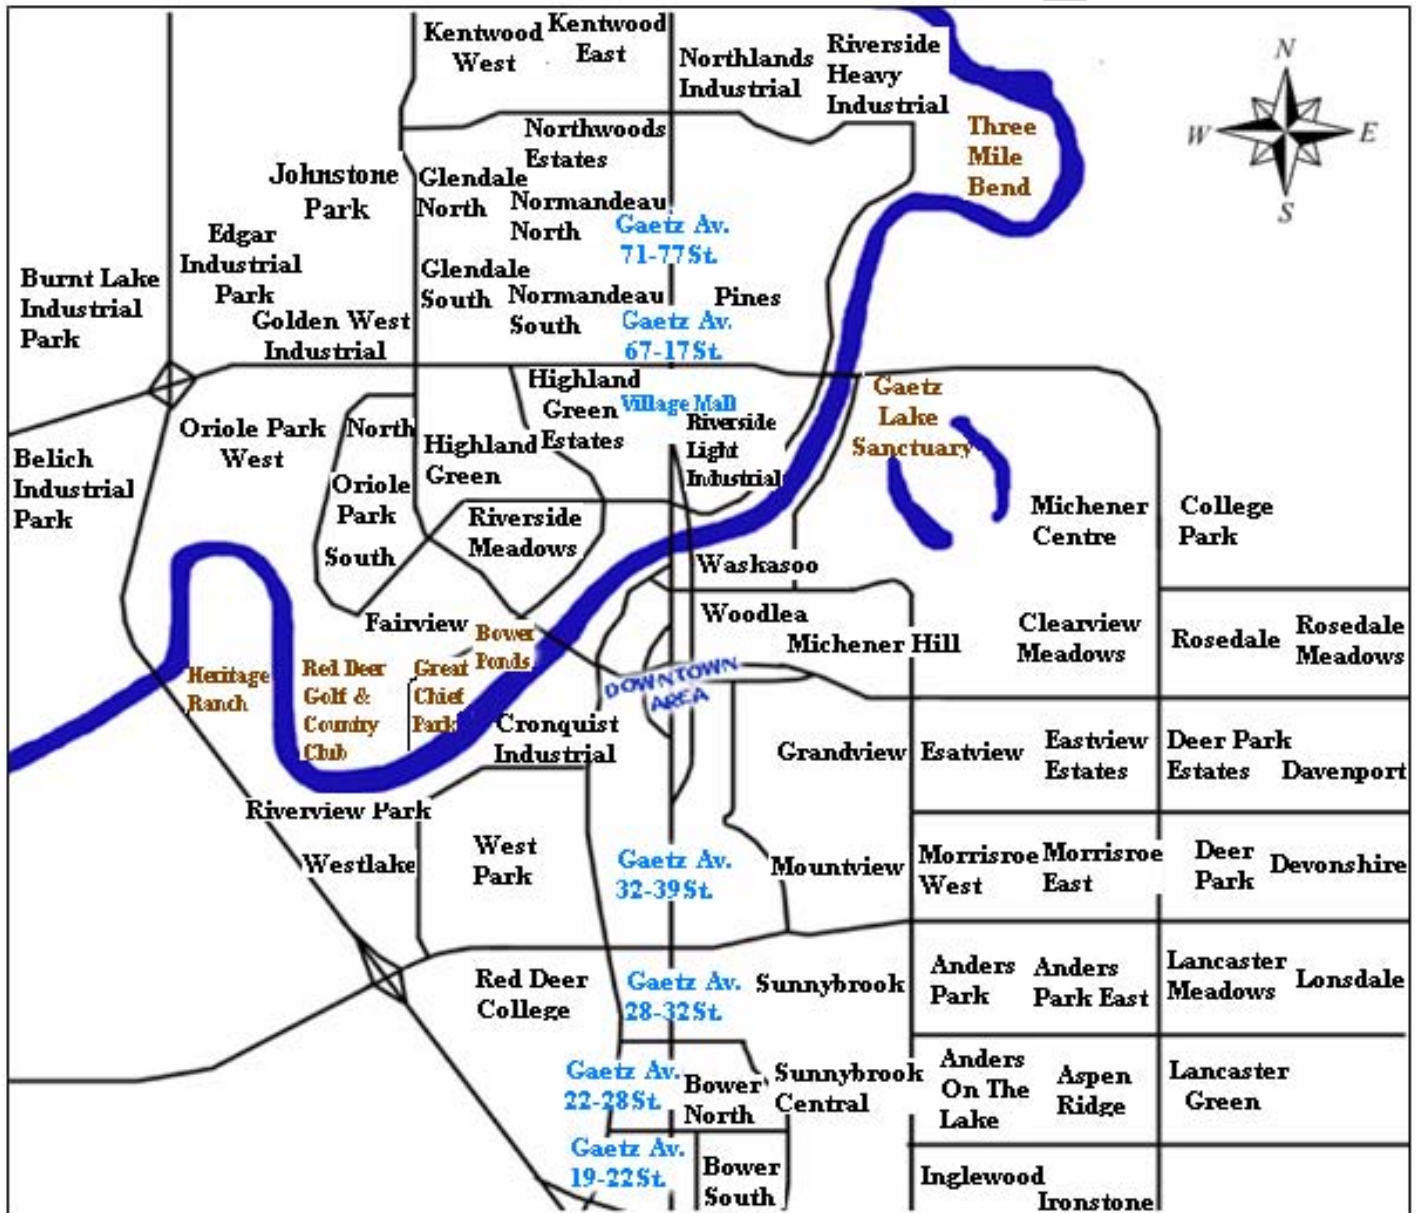 Kentwood
West
Kentwood
East
Northlands
Industrial
Riverside
Heavy
Industrial
N
W
E
S
Three
Mile
Bend
Northwoods
Estates
Johnstone
Park
Glendale
North
Normandeau
North
Gaetz Av.
71-77St.
Edgar
Industrial
Park
Burnt Lake
Industrial
Park
Glendale
South
Normandeau
South
Pines
Golden West
Industrial
Gaetz Av.
67-17St.
Highland
Green
Estates
Village Mall
Riverside
Light
Industrial
Gaetz
Lake
Sanctuary
Oriole Park
West
North
Oriole
Park
South
Highland
Green
Belich
Industrial
Park
Riverside
Meadows
Michener
Centre
College
Park
Waskasoo
Woodlea
Michener Hill
Fairview
Bower
Ponds
Clearview
Meadows
Rosedale
Rosedale
Meadows
Heritage
Ranch
Red Deer
Golf &
Country
Club
Great
Chief
Park
DOWNTOWN
AREA
Cronquist
Industrial
Grandview
Esatview
Eastview
Estates
Deer Park
Estates
Davenport
Riverview Park
Westlake
West
Park
Gaetz Av.
32-39St.
Mountview
Morrisroe
West
Morrisroe
East
Deer
Park
Devonshire
Red Deer
College
Gaetz Av.
28-32St.
Sunnybrook
Anders
Park
Anders
Park East
Lancaster
Meadows
Lonsdale
Gaetz Av.
22-28St.
Bower
North
Sunnybrook
Central
Anders
On The
Lake
Aspen
Ridge
Lancaster
Green
Gaetz Av.
19-22St.
Bower
South
Inglewood
Ironstone